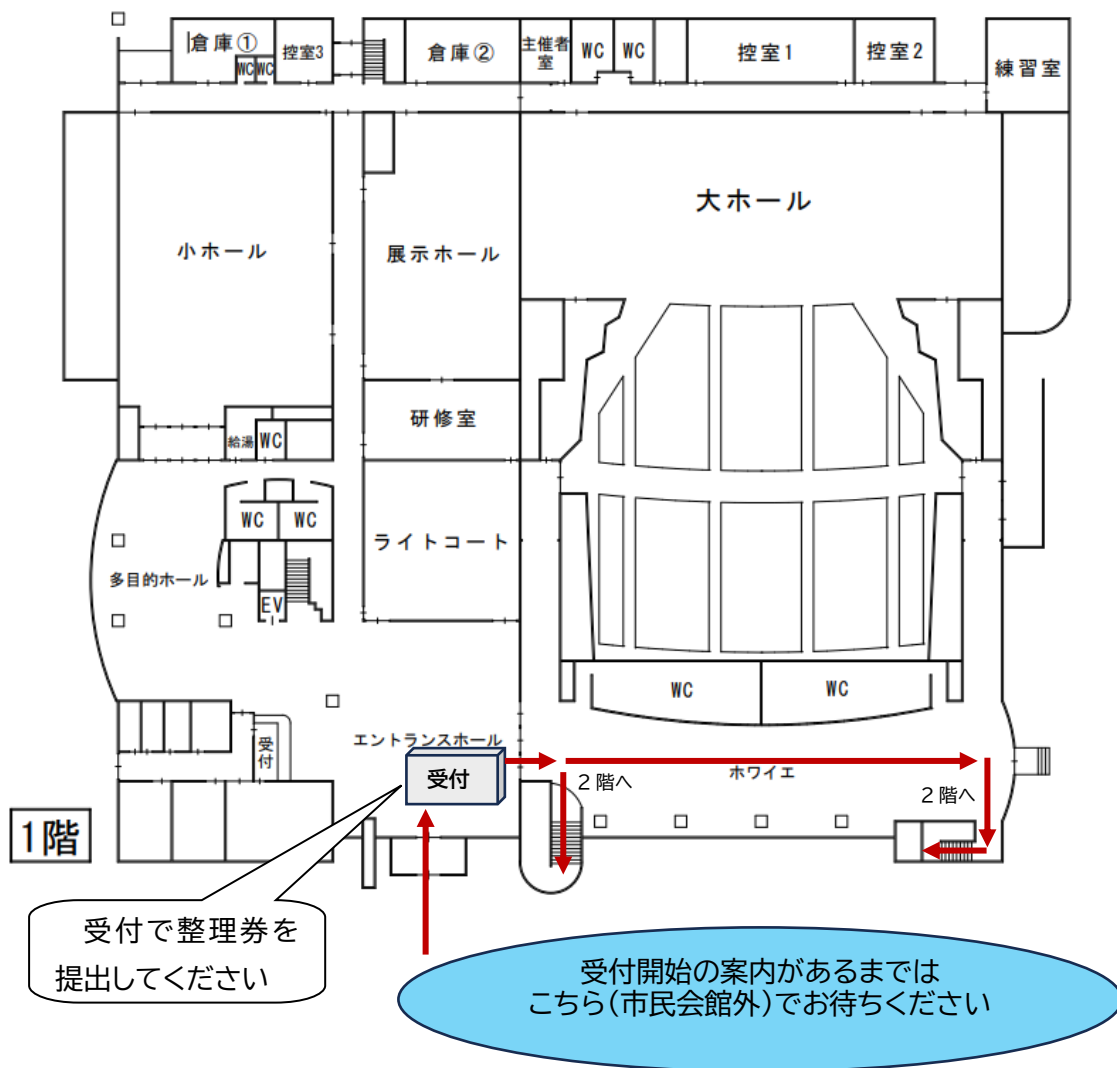 倉庫①
控室3
倉庫②
主催者
室
WC
WC
控室1
控室2
練習室
WC
WC
大ホール
小ホール
展示ホール
研修室
給湯
WC
WC
WC
ライトコート
多目的ホール
EV
WC
WC
エントランスホール
受付
受付
ホワイエ
2階へ
2階へ
1階
受付で整理券を
提出してください
受付開始の案内があるまでは
こちら(市民会館外)でお待ちください